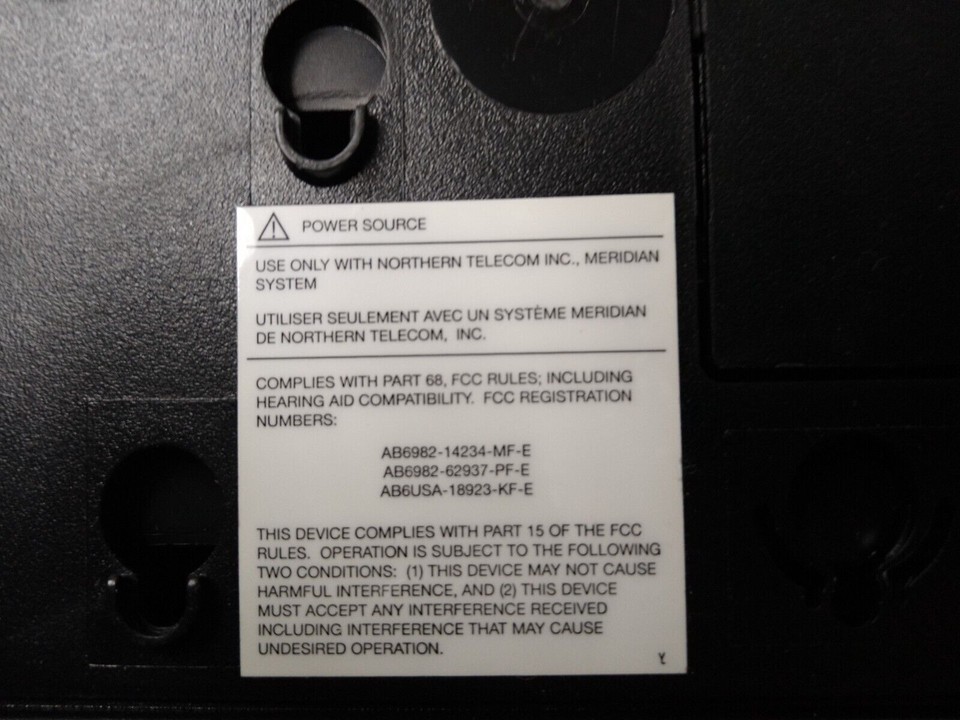 POWER SOURCE
USE ONLY WITH NORTHERN TELECOM INC., MERIDIAN
SYSTEM
UTILISER SEULEMENT AVEC UN SYSTÈME MERIDIAN
DE NORTHERN TELECOM, INC.
COMPLIES WITH PART 68, FCC RULES; INCLUDING
HEARING AID COMPATIBILITY. FCC REGISTRATION
NUMBERS:
AB6982-14234-MF-E
AB6982-62937-PF-E
AB6USA-18923-KF-E
THIS DEVICE COMPLIES WITH PART 15 OF THE FCC
RULES. OPERATION IS SUBJECT TO THE FOLLOWING
TWO CONDITIONS: (1) THIS DEVICE MAY NOT CAUSE
HARMFUL INTERFERENCE, AND (2) THIS DEVICE
MUST ACCEPT ANY INTERFERENCE RECEIVED
INCLUDING INTERFERENCE THAT MAY CAUSE
UNDESIRED OPERATION.